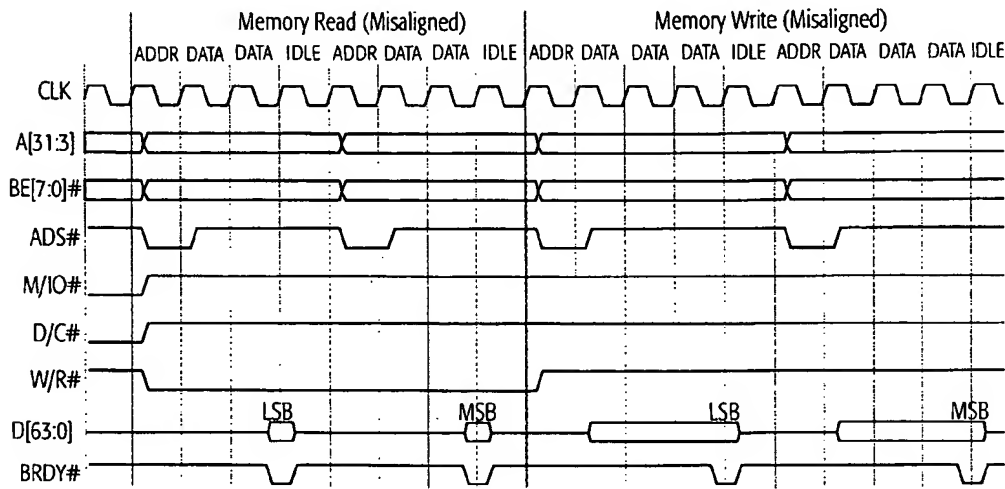 Memory Read (Misaligned) Memory Write (Misaligned)
ADDR DATA DATA IDLE ADDR DATA DATA IDLE ADDR DATA DATA DATA IDLE ADDR DATA DATA DATA IDLE
CLK
A[31:3]
BE[7:0]#
ADS#
M/IO#
D/C#
W/R#
LSB MSB LSB MSB
D[63:0]
BRDY#